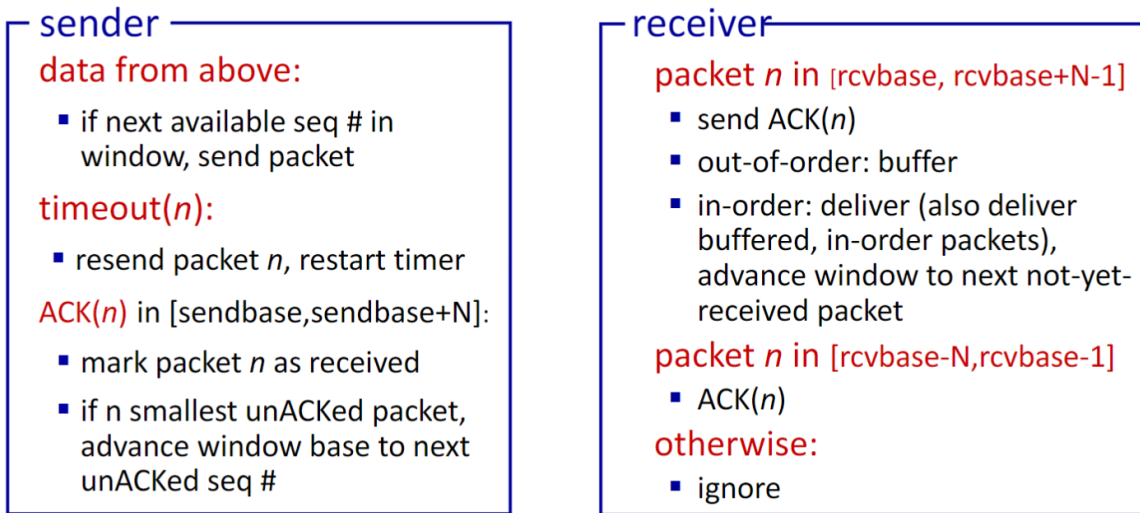 sender
data from above:
▪ if next available seq # in
window, send packet
timeout(n):
▪ resend packet n, restart timer
ACK(n) in [sendbase,sendbase+N]:
▪ mark packet n as received
▪ if n smallest unACKed packet,
advance window base to next
unACKed seq #
receiver
packet n in [rcvbase, rcvbase+N-1]
▪ send ACK(n)
▪ out-of-order: buffer
▪ in-order: deliver (also deliver
buffered, in-order packets),
advance window to next not-yet-
received packet
packet n in [rcvbase-N,rcvbase-1]
▪ ACK(n)
otherwise:
▪ ignore